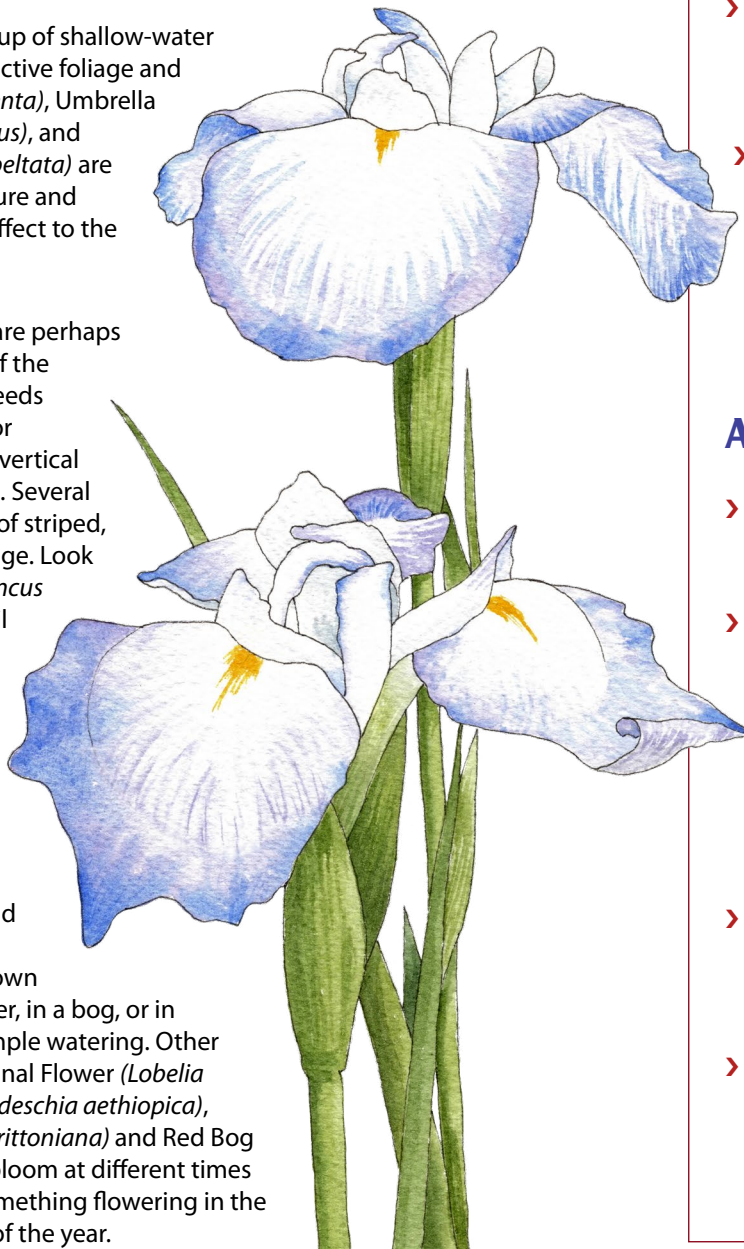 up of shallow-water
ctive foliage and
nta), Umbrella
us), and
peltata) are
ure and
ffect to the
are perhaps
f the
eeds
or
vertical
. Several
of striped,
ge. Look
ncus
l
d
own
er, in a bog, or in
mple watering. Other
nal Flower (Lobelia
deschia aethiopica),
rittoniana) and Red Bog
bloom at different times
mething flowering in the
of the year.
A